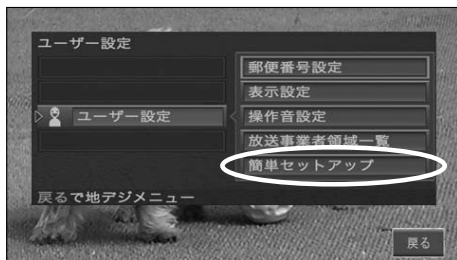 ユーザー設定
郵便番号設定
表示設定
ユーザー設定
操作音設定
放送事業者領域一覧
簡単セットアップ
戻るで地デジメニュー
戻る